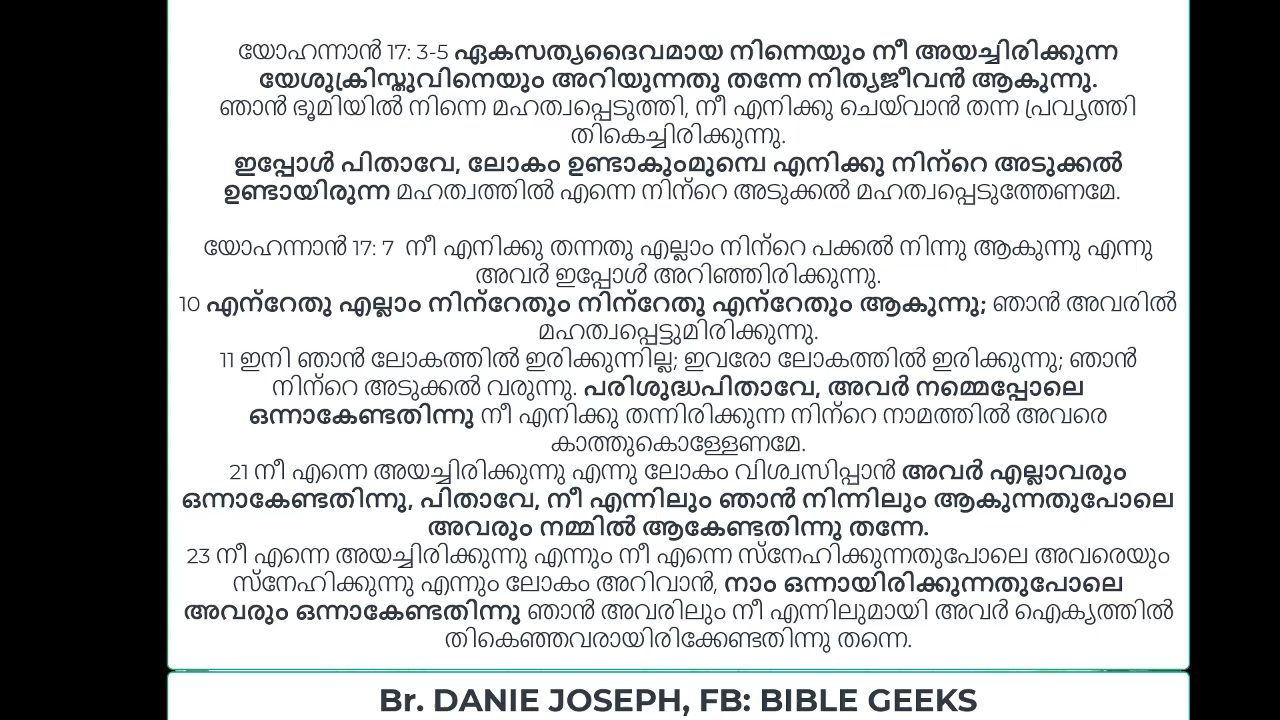 യോഹന്നാൻ 17: 3-5 ഏകസത്യദൈവമായ നിന്നെയും നീ അയച്ചിരിക്കുന്ന
യേശുക്രിസ്തുവിനെയും അറിയുന്നതു തന്നേ നിത്യജീവൻ ആകുന്നു.
ഞാൻ ഭൂമിയിൽ നിന്നെ മഹത്വപ്പെടുത്തി, നീ എനിക്കു ചെയ്‌വാൻ തന്ന പ്രവൃത്തി
തികെച്ചിരിക്കുന്നു.
ഇപ്പോൾ പിതാവേ, ലോകം ഉണ്ടാകുംമുമ്പെ എനിക്കു നിന്റെ അടുക്കൽ
ഉണ്ടായിരുന്ന മഹത്വത്തിൽ എന്നെ നിന്റെ അടുക്കൽ മഹത്വപ്പെടുത്തേണമേ.
യോഹന്നാൻ 17: 7 നീ എനിക്കു തന്നതു എല്ലാം നിന്റെ പക്കൽ നിന്നു ആകുന്നു എന്നു
അവർ ഇപ്പോൾ അറിഞ്ഞിരിക്കുന്നു.
10 എന്റേതു എല്ലാം നിന്റേതും നിന്റേതു എന്റേതും ആകുന്നു; ഞാൻ അവരിൽ
മഹത്വപ്പെട്ടുമിരിക്കുന്നു.
11 ഇനി ഞാൻ ലോകത്തിൽ ഇരിക്കുന്നില്ല; ഇവരോ ലോകത്തിൽ ഇരിക്കുന്നു; ഞാൻ
നിന്റെ അടുക്കൽ വരുന്നു. പരിശുദ്ധപിതാവേ, അവർ നമ്മെപ്പോലെ
ഒന്നാകേണ്ടതിന്നു നീ എനിക്കു തന്നിരിക്കുന്ന നിന്റെ നാമത്തിൽ അവരെ
കാത്തുകൊള്ളേണമേ.
21 നീ എന്നെ അയച്ചിരിക്കുന്നു എന്നു ലോകം വിശ്വസിപ്പാൻ അവർ എല്ലാവരും
ഒന്നാകേണ്ടതിന്നു, പിതാവേ, നീ എന്നിലും ഞാൻ നിന്നിലും ആകുന്നതുപോലെ
അവരും നമ്മിൽ ആകേണ്ടതിന്നു തന്നേ.
23 നീ എന്നെ അയച്ചിരിക്കുന്നു എന്നും നീ എന്നെ സ്നേഹിക്കുന്നതുപോലെ അവരെയും
സ്നേഹിക്കുന്നു എന്നും ലോകം അറിവാൻ, നാം ഒന്നായിരിക്കുന്നതുപോലെ
അവരും ഒന്നാകേണ്ടതിന്നു ഞാൻ അവരിലും നീ എന്നിലുമായി അവർ ഐക്യത്തിൽ
തികെഞ്ഞവരായിരിക്കേണ്ടതിന്നു തന്നെ.
Br. DANIE JOSEPH, FB: BIBLE GEEKS